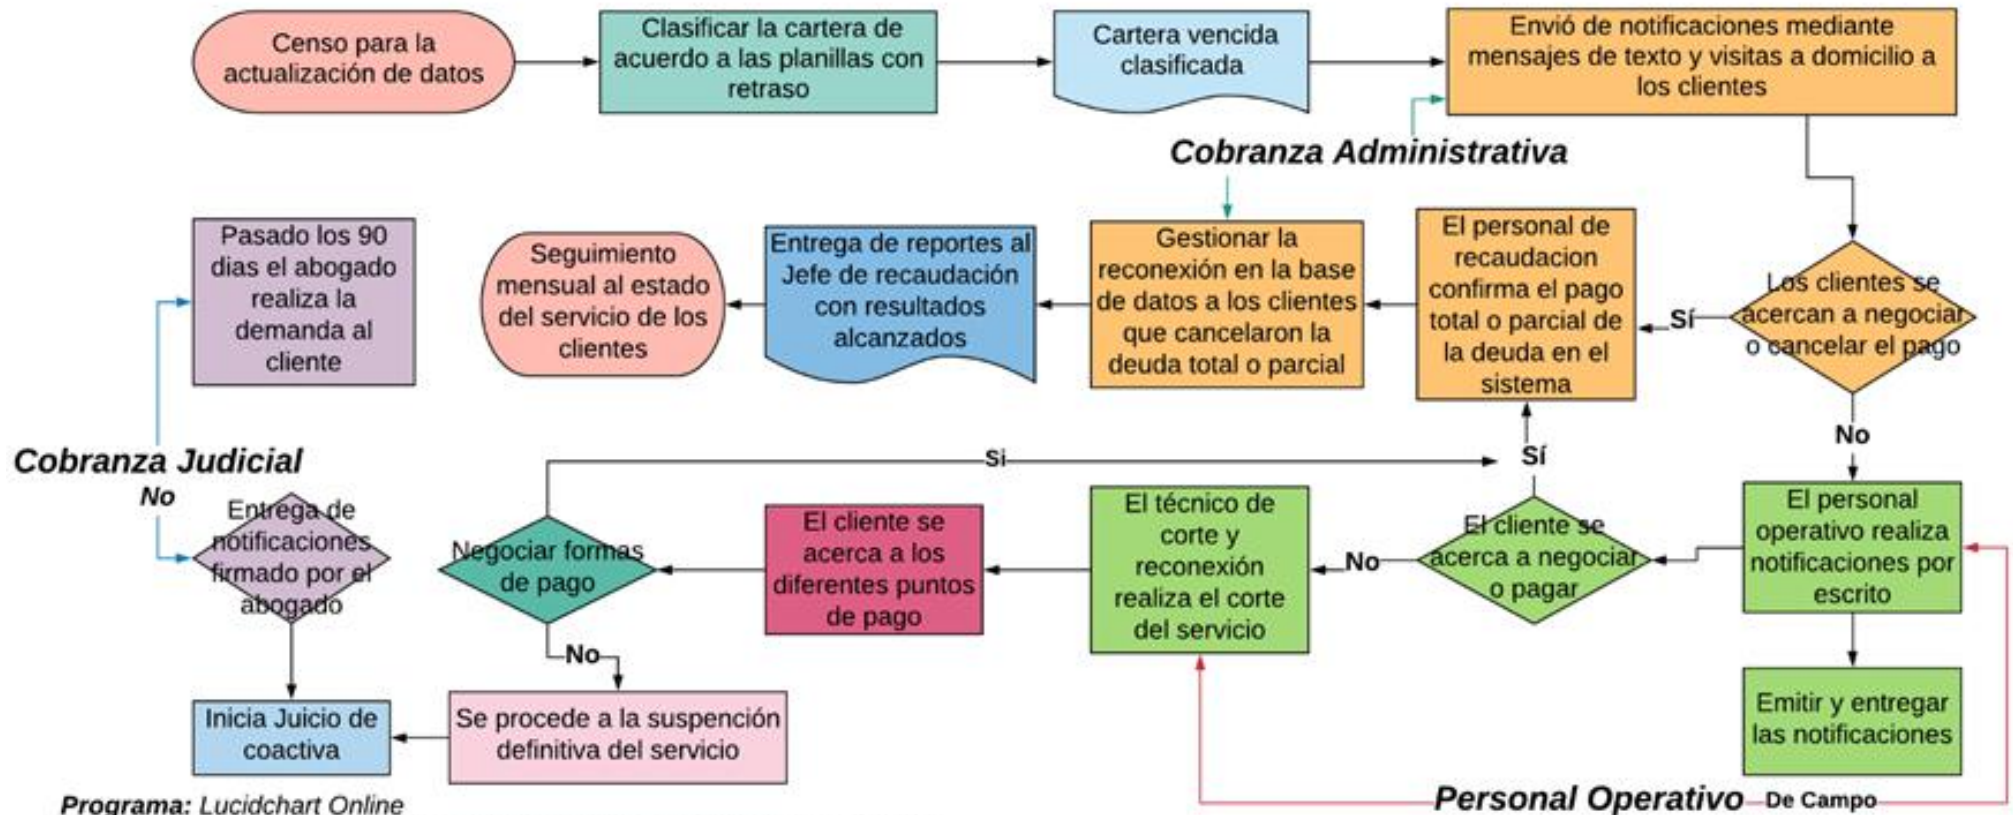 Censo para la
actualización de datos
Clasificar la cartera de
acuerdo a las planillas con
retraso
Cartera vencida
clasificada
Envió de notificaciones mediante
mensajes de texto y visitas a domicilio a
los clientes
Cobranza Administrativa
Pasado los 90
dias el abogado
realiza la
demanda al
cliente
Seguimiento
mensual al estado
del servicio de los
clientes
Entrega de reportes al
Jefe de recaudación
con resultados
alcanzados
Gestionar la
reconexión en la base
de datos a los clientes
que cancelaron la
deuda total o parcial
El personal de
recaudacion
confirma el pago
total o parcial de
la deuda en el
sistema
Sí
Los clientes se
acercan a negociar
o cancelar el pago
No
Cobranza Judicial
No
Si
Sí
Entrega de
notificaciones
firmado por el
abogado
Negociar formas
de pago
El cliente se
acerca a los
diferentes puntos
de pago
El técnico de
corte y
reconexión
realiza el corte
del servicio
No
El cliente se
acerca a negociar
o pagar
El personal
operativo realiza
notificaciones por
escrito
No
Inicia Juicio de
coactiva
Se procede a la suspención
definitiva del servicio
Emitir y entregar
las notificaciones
Programa: Lucidchart Online
Personal Operativo De Campo